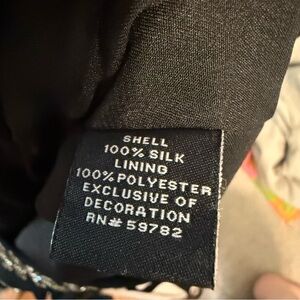 SHELL
100% SILK
LINING
100% POLYESTER
EXCLUSIVE OF
DECORATION
RN# 59782